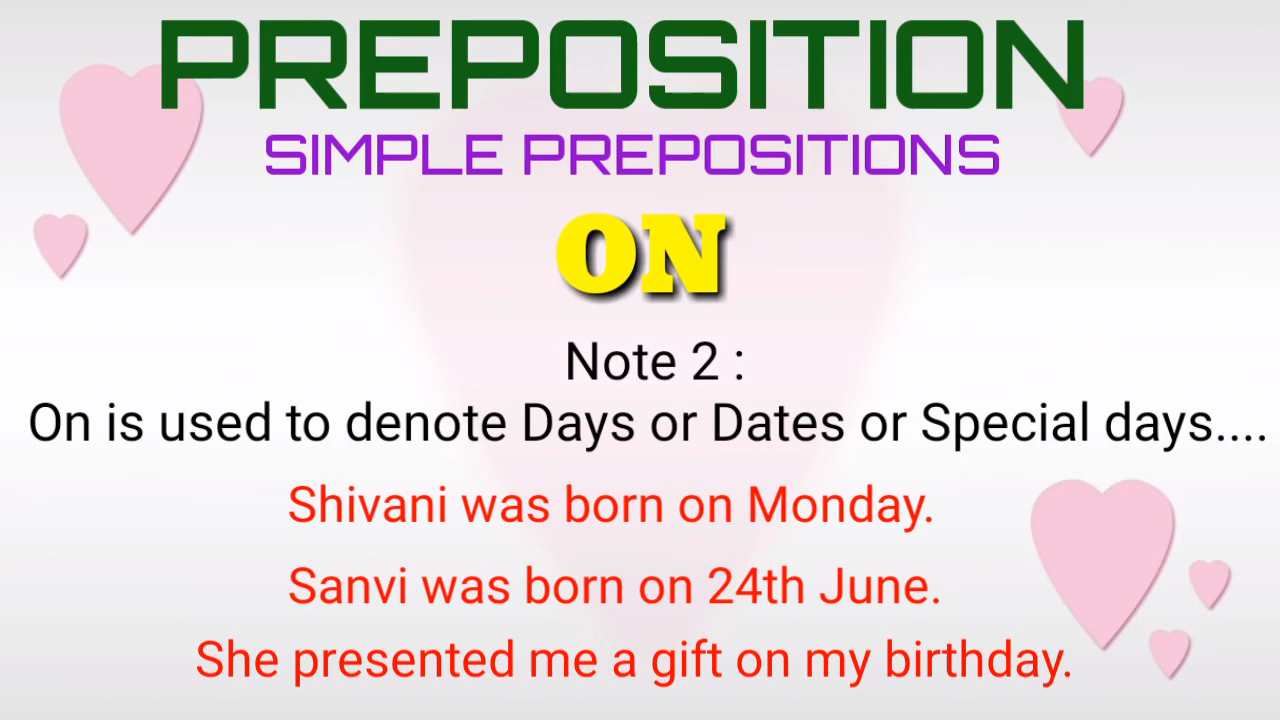 PREPOSITION
SIMPLE PREPOSITIONS
ON
Note 2 :
On is used to denote Days or Dates or Special days....
Shivani was born on Monday.
Sanvi was born on 24th June.
She presented me a gift on my birthday.